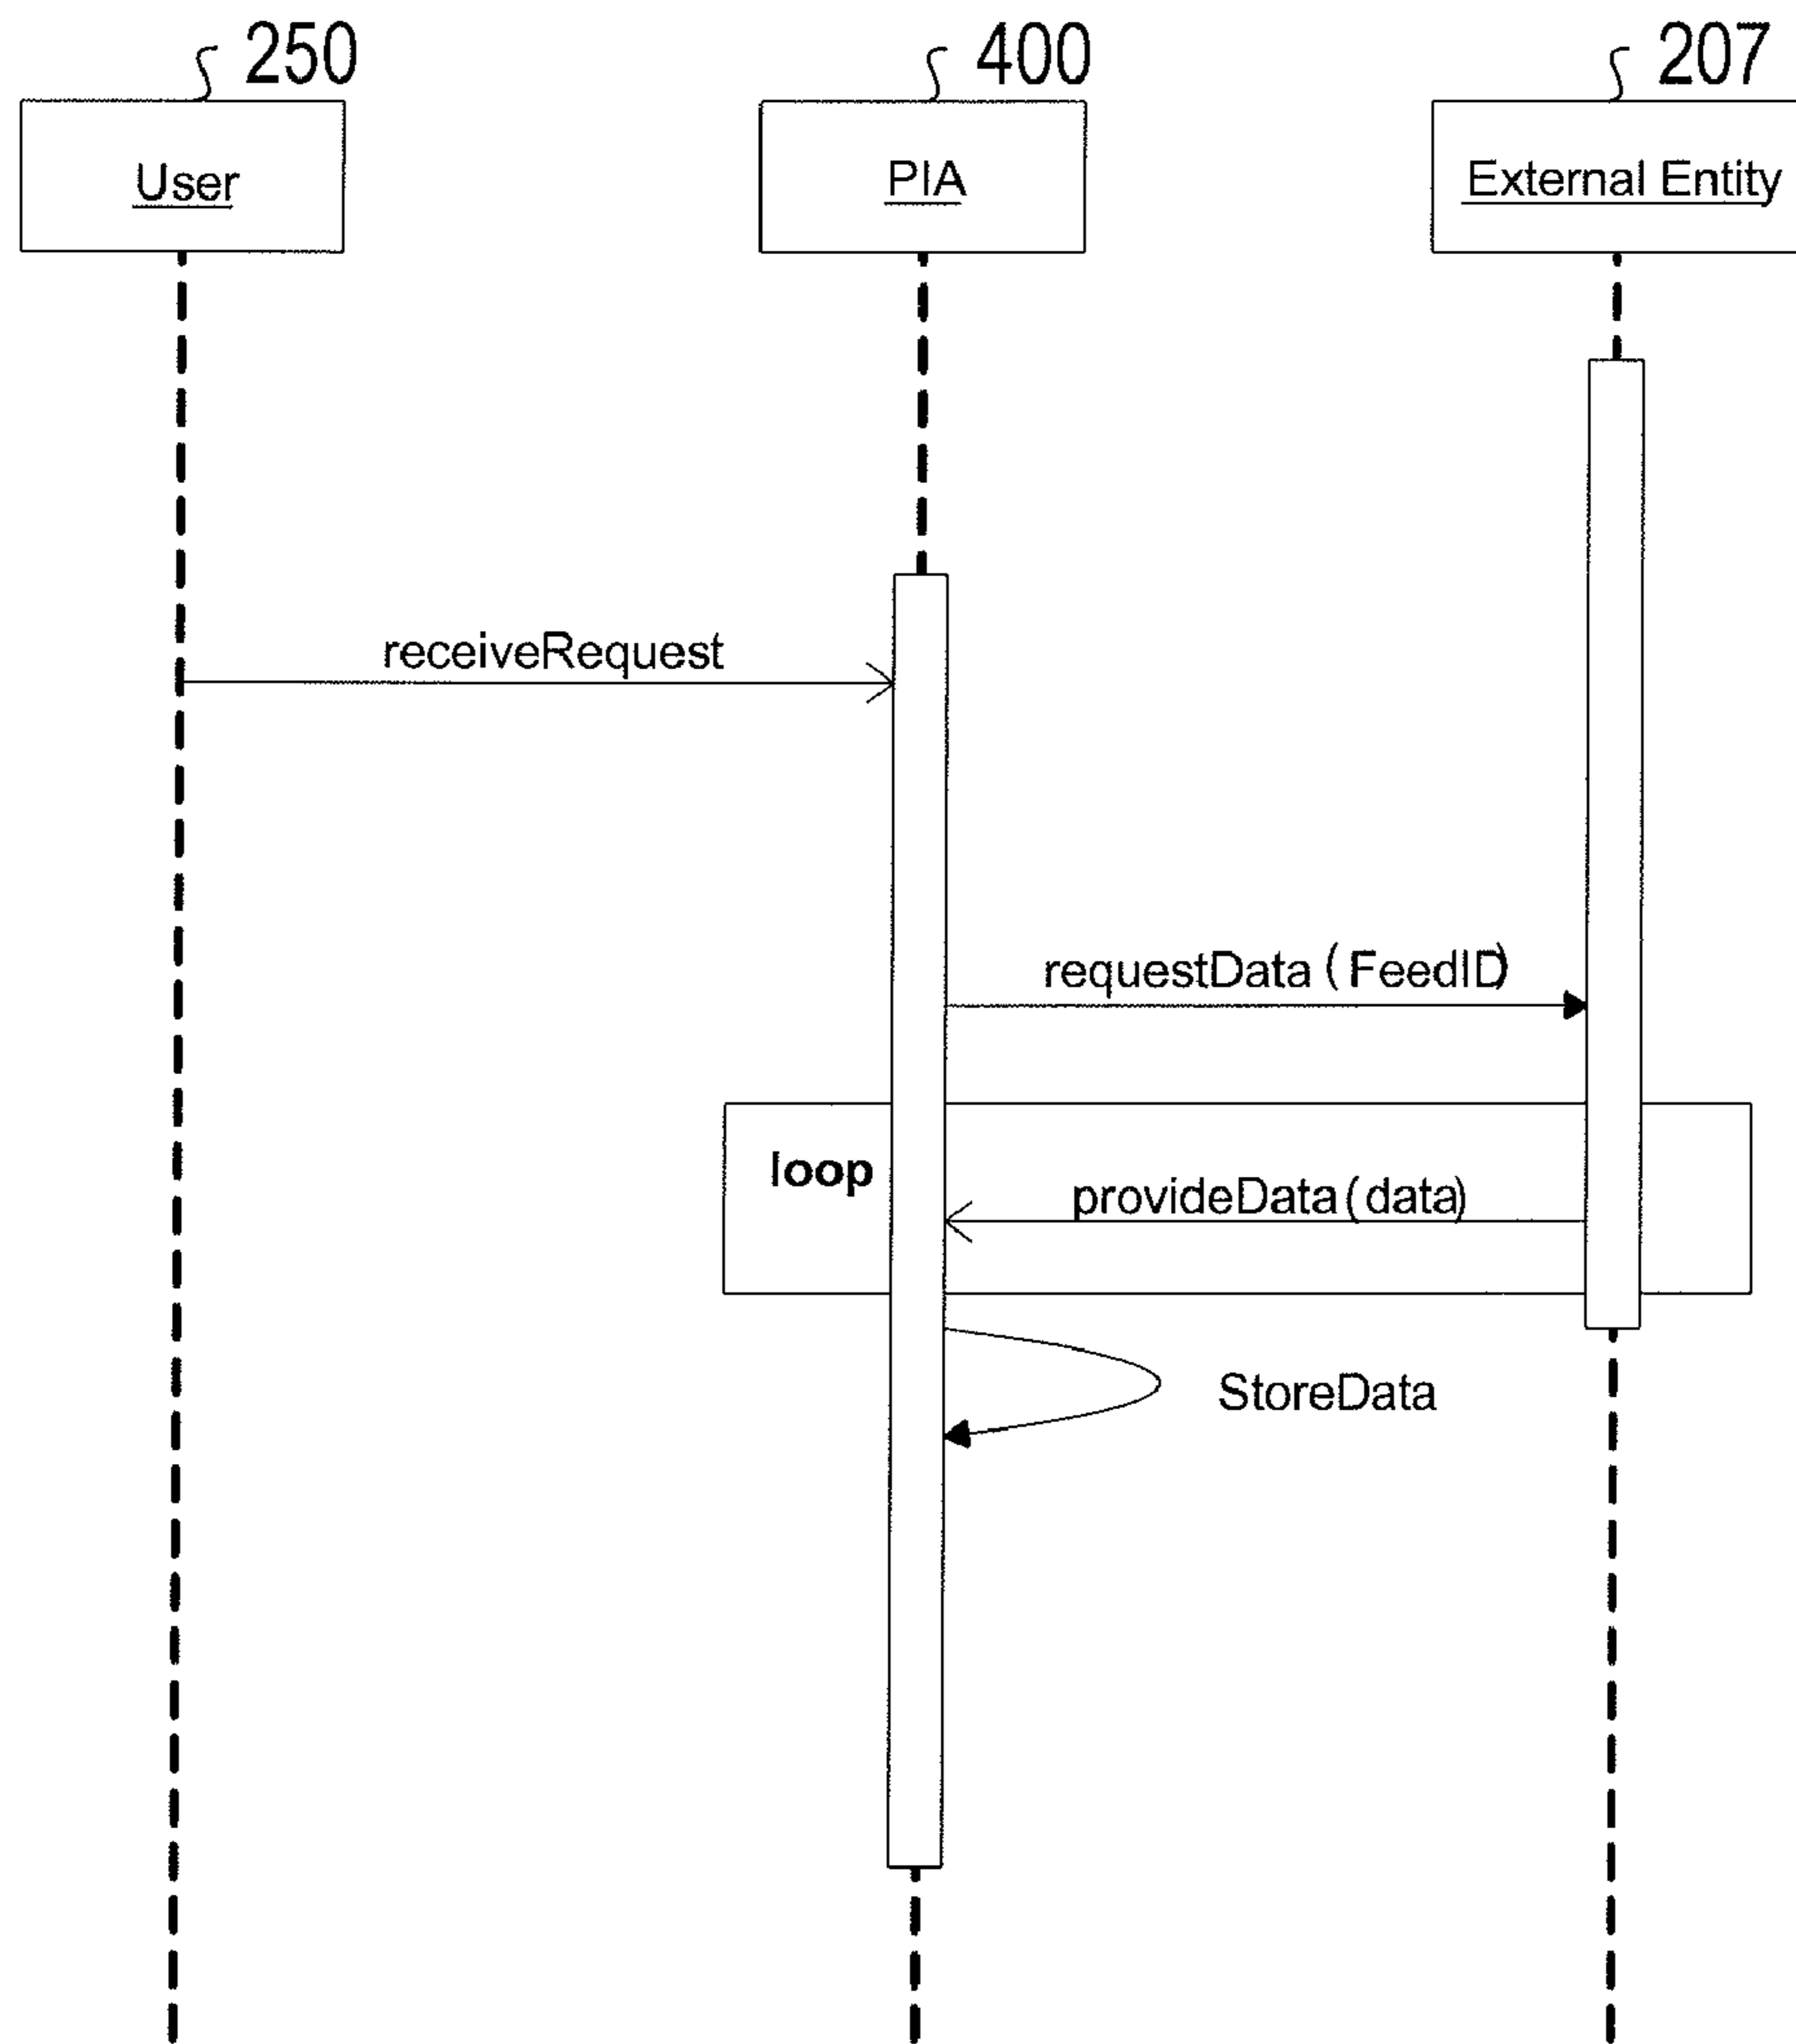 250
400
207
User
PIA
External Entity
receiveRequest
requestData (FeedID)
loop
provideData (data)
StoreData